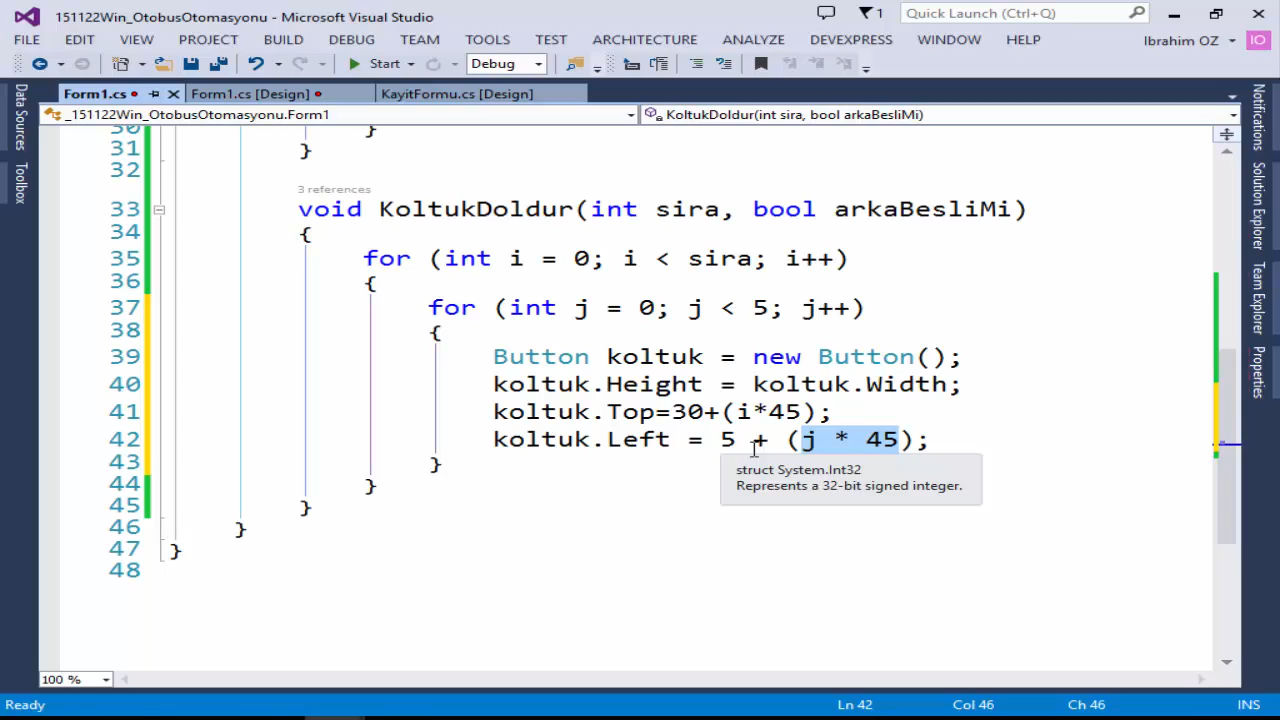 151122Win_OtobusOtomasyonu - Microsoft Visual Studio
1
Quick Launch (Ctrl+Q)
FILE EDIT VIEW PROJECT BUILD DEBUG TEAM TOOLS TEST ARCHITECTURE ANALYZE DEVEXPRESS WINDOW HELP Ibrahim OZ IO
Start Debug
Form1.cs Form1.cs [Design] KayitFormu.cs [Design]
_151122Win_OtobusOtomasyonu.Form1 KoltukDoldur(int sira, bool arkaBesliMi)
Data Sources
Toolbox
Notifications
Solution Explorer
Team Explorer
Properties
30 }
31 }
32
3 references
33 void KoltukDoldur(int sira, bool arkaBesliMi)
34 {
35 for (int i = 0; i < sira; i++)
36 {
37 for (int j = 0; j < 5; j++)
38 {
39 Button koltuk = new Button();
40 koltuk.Height = koltuk.Width;
41 koltuk.Top=30+(i*45);
42 koltuk.Left = 5 + (j * 45);
43 }
44 }
45 }
46 }
47 }
48
struct System.Int32
Represents a 32-bit signed integer.
100 %
Ready Ln 42 Col 46 Ch 46 INS